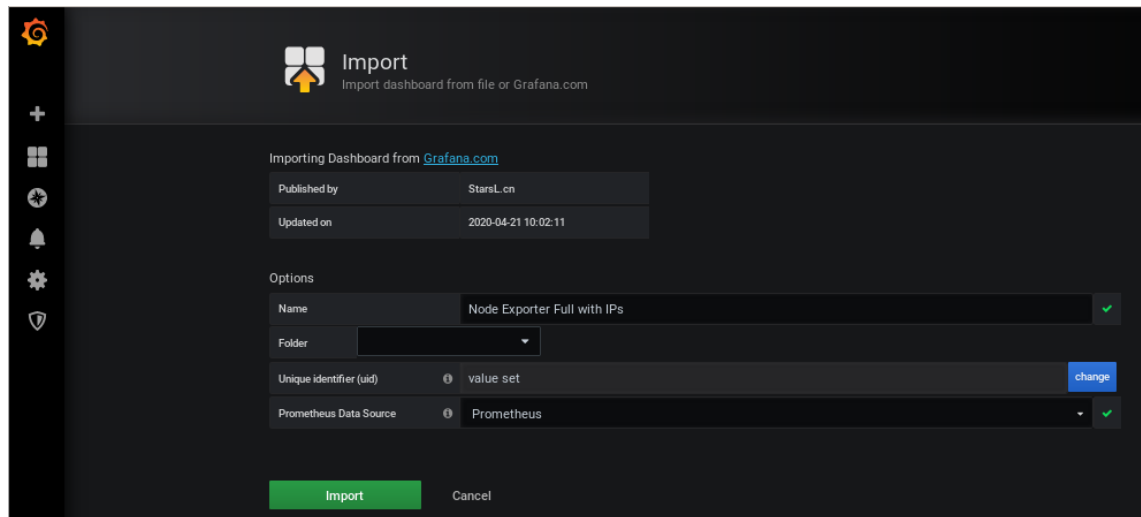 Import
Import dashboard from file or Grafana.com
Importing Dashboard from Grafana.com
Published by StarsL.cn
Updated on 2020-04-21 10:02:11
Options
Name Node Exporter Full with IPs
Folder
Unique identifier (uid) value set change
Prometheus Data Source Prometheus
Import Cancel